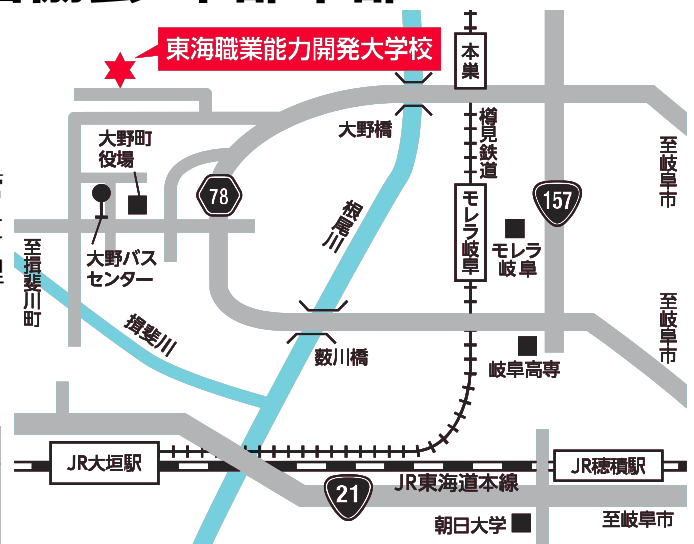 東海職業能力開発大学校
本巣
大野町
役場
大野橋
樽見鉄道
至岐阜市
78
157
根尾川
モレラ岐阜
モレラ
岐阜
大野バス
センター
至揖斐川町
至岐阜市
揖斐川
藪川橋
岐阜高専
JR大垣駅
JR穂積駅
JR東海道本線
21
朝日大学
至岐阜市